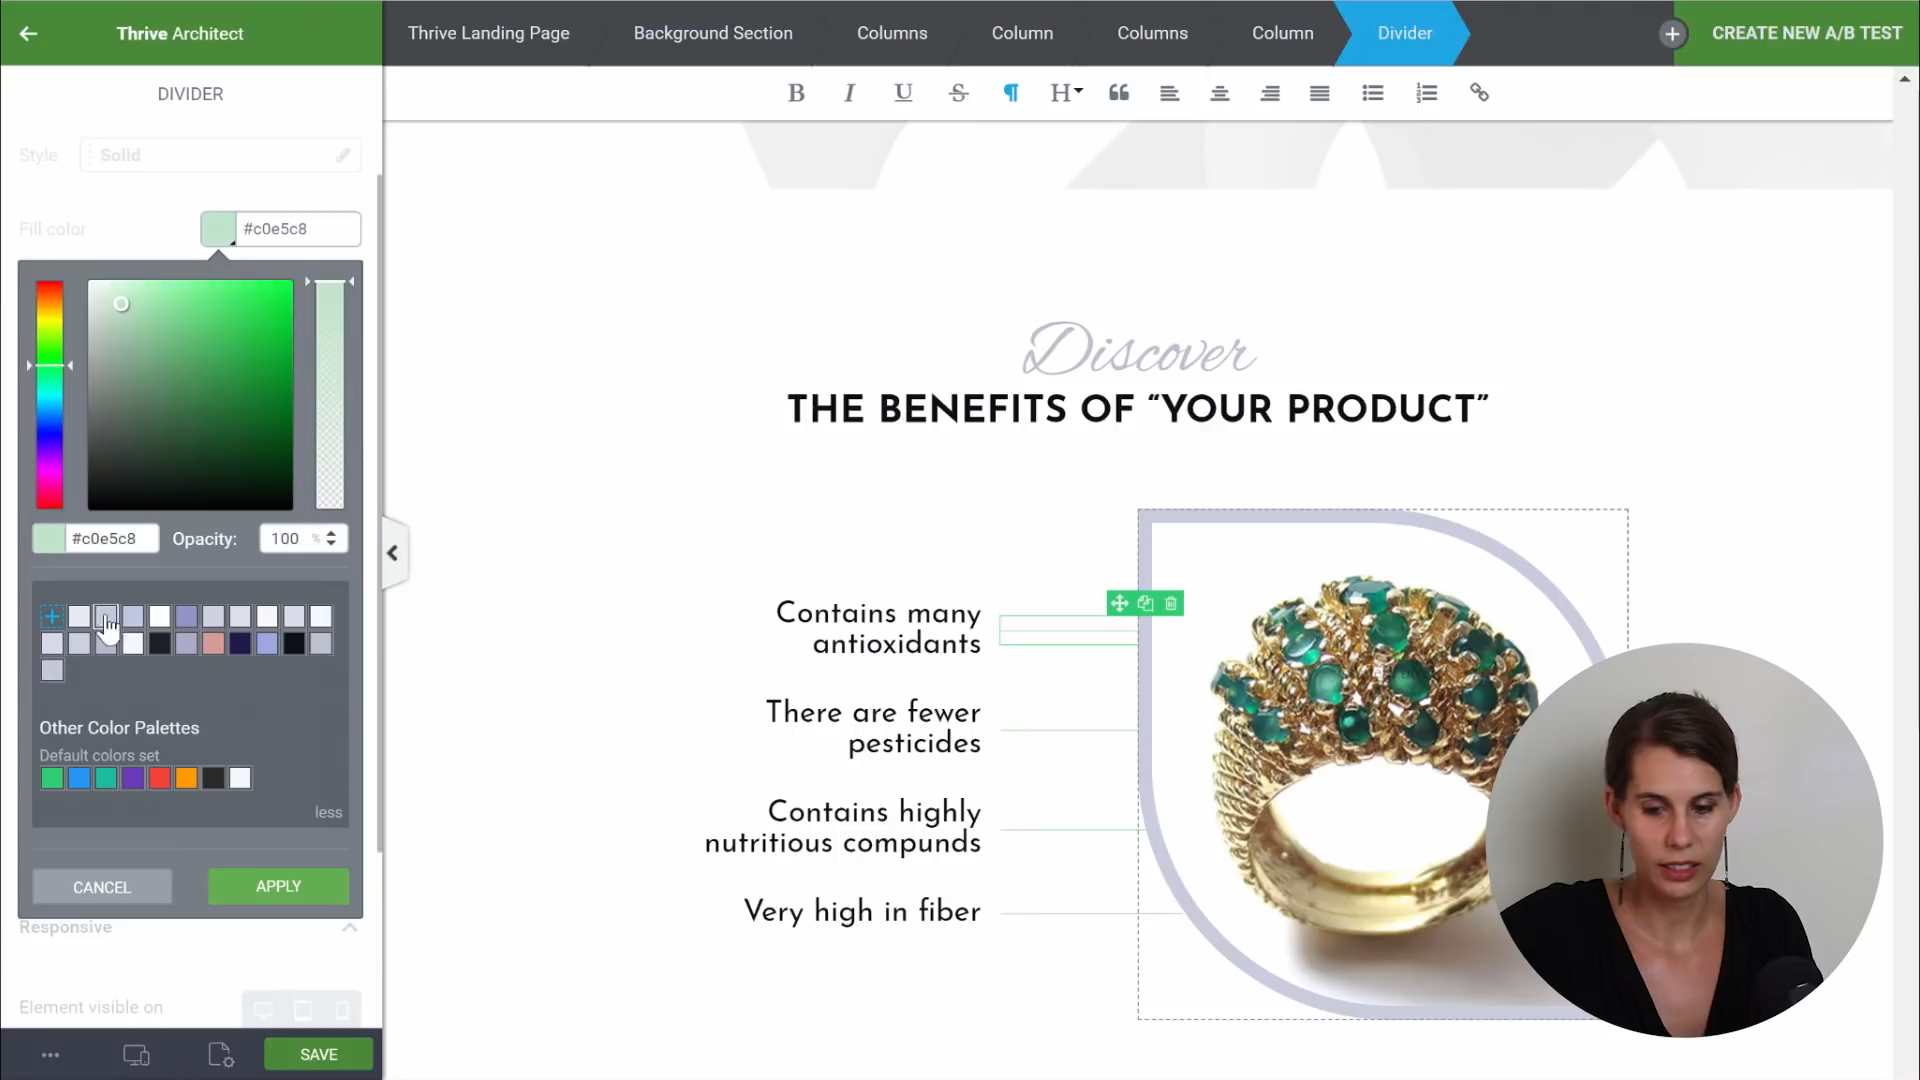 Thrive Architect
Thrive Landing Page
Background Section
Columns
Column
Columns
Column
Divider
CREATE NEW A/B TEST
DIVIDER
B I U S ¶ H
Style
Solid
Fill color
#c0e5c8
#c0e5c8
Opacity:
100 %
Other Color Palettes
Default colors set
less
CANCEL
APPLY
Responsive
Element visible on
SAVE
Discover
THE BENEFITS OF “YOUR PRODUCT”
Contains many
antioxidants
There are fewer
pesticides
Contains highly
nutritious compunds
Very high in fiber